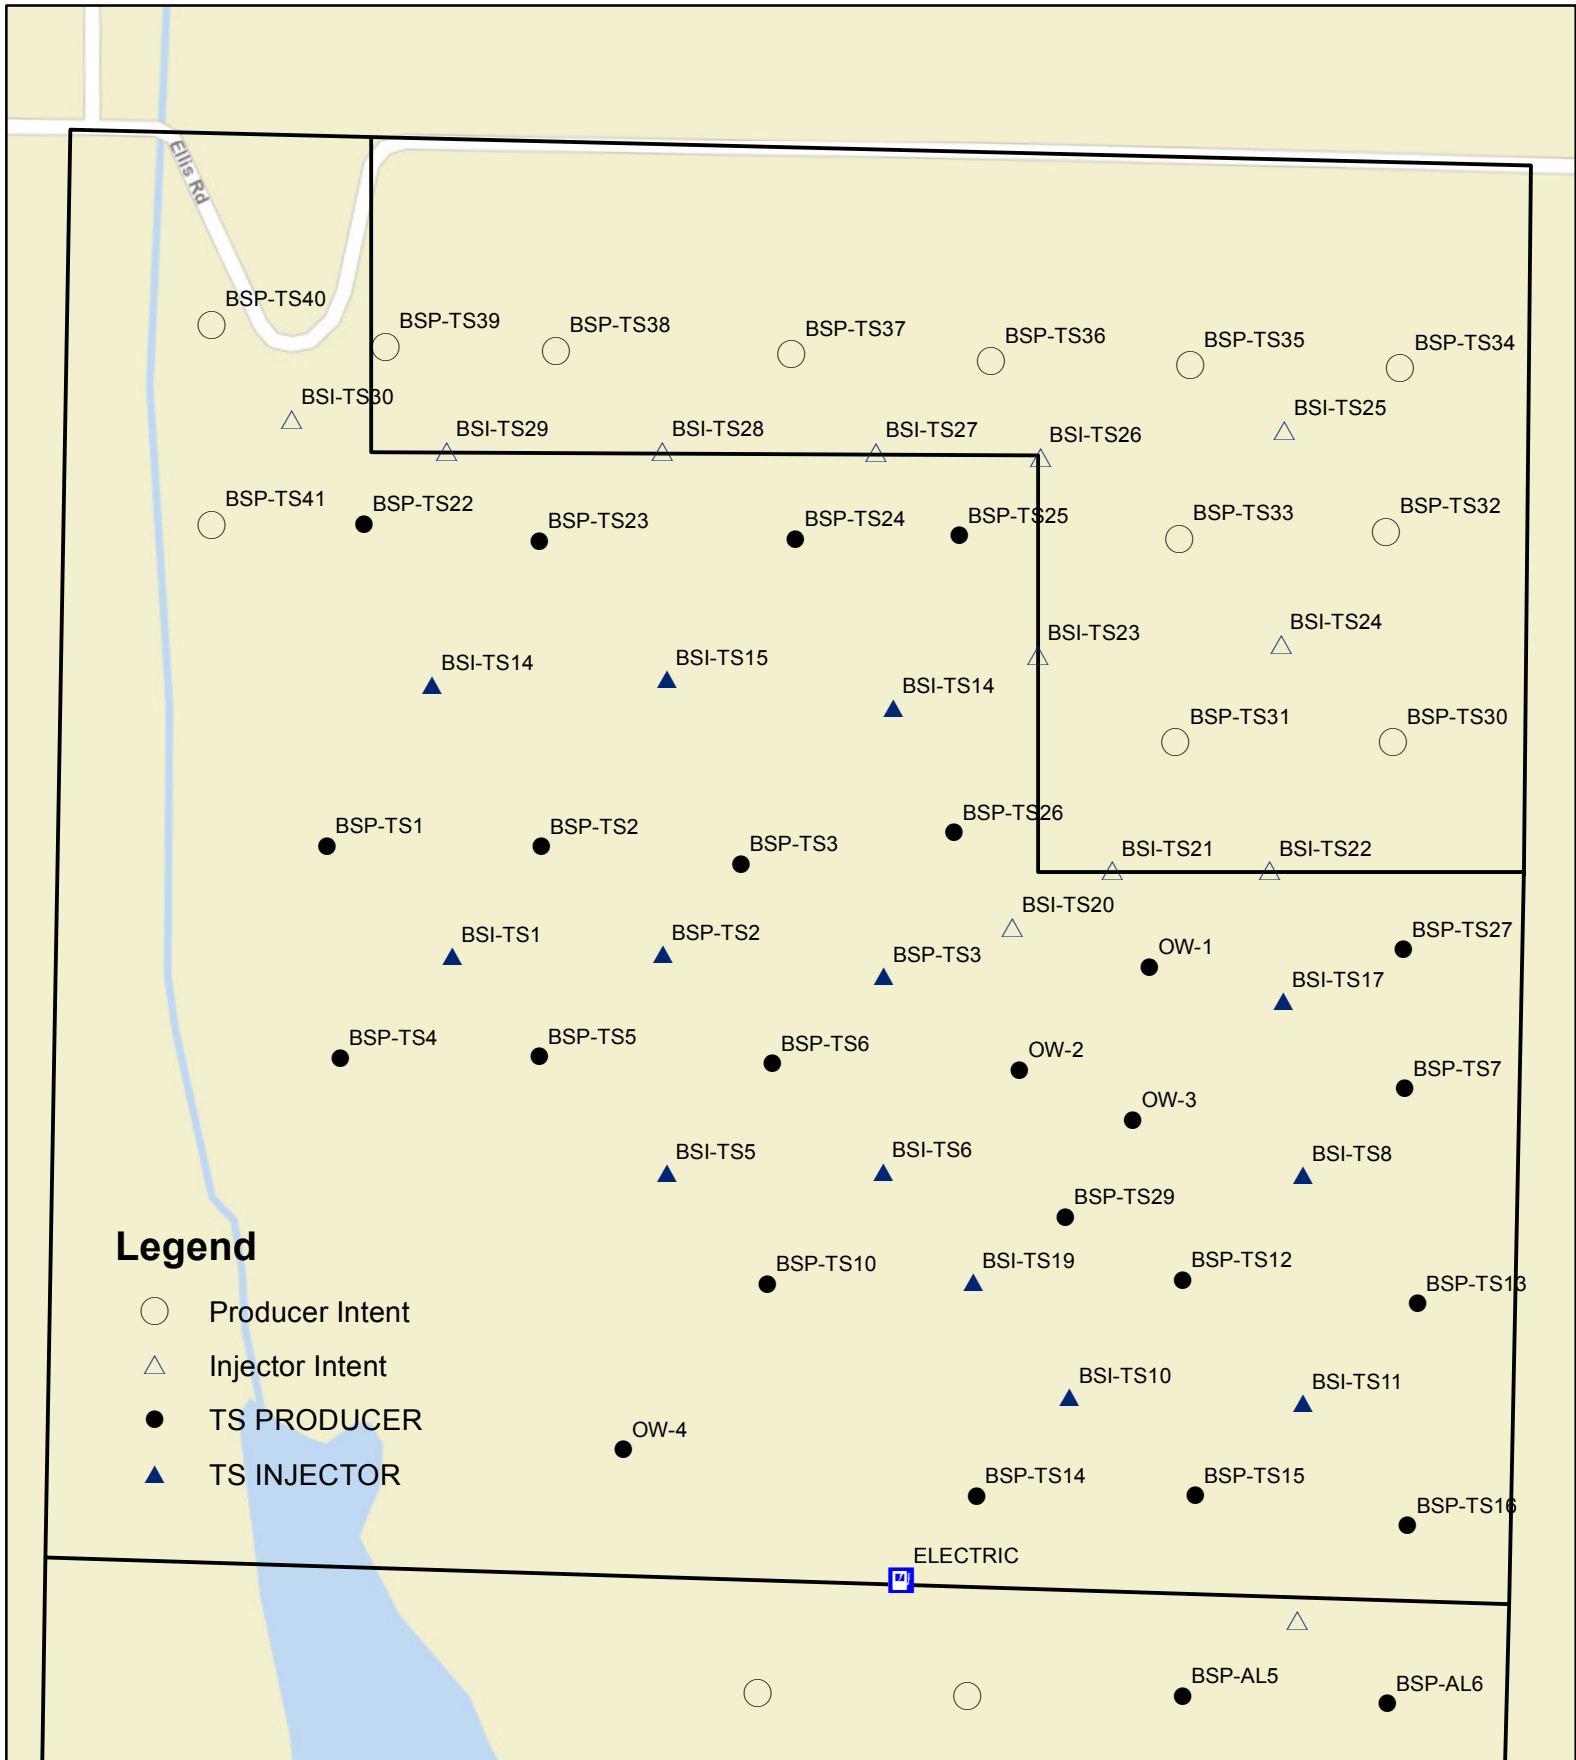 Ellis Rd
BSP-TS40
BSP-TS39
BSP-TS38
BSP-TS37
BSP-TS36
BSP-TS35
BSP-TS34
BSI-TS30
BSI-TS29
BSI-TS28
BSI-TS27
BSI-TS26
BSI-TS25
BSP-TS41
BSP-TS22
BSP-TS23
BSP-TS24
BSP-TS25
BSP-TS33
BSP-TS32
BSI-TS14
BSI-TS15
BSI-TS14
BSI-TS23
BSI-TS24
BSP-TS31
BSP-TS30
BSP-TS1
BSP-TS2
BSP-TS3
BSP-TS26
BSI-TS21
BSI-TS22
BSI-TS20
BSI-TS1
BSP-TS2
BSP-TS3
OW-1
BSP-TS27
BSI-TS17
BSP-TS4
BSP-TS5
BSP-TS6
OW-2
BSP-TS7
OW-3
BSI-TS5
BSI-TS6
BSI-TS8
BSP-TS29
BSP-TS10
BSI-TS19
BSP-TS12
BSP-TS13
BSI-TS10
BSI-TS11
OW-4
BSP-TS14
BSP-TS15
BSP-TS16
ELECTRIC
BSP-AL5
BSP-AL6
Legend
Producer Intent
Injector Intent
TS PRODUCER
TS INJECTOR